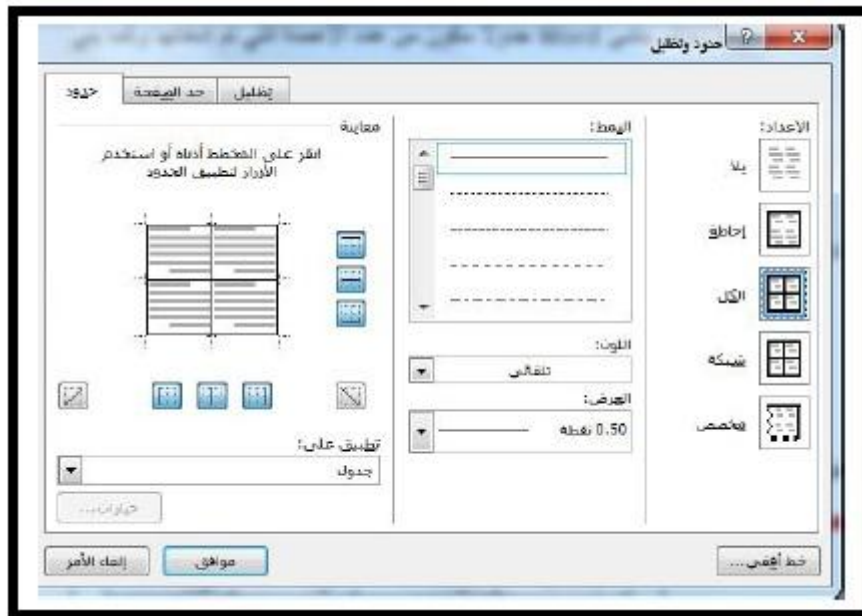 حدود وتظليل
حدود
حد الصفحة
تظليل
الاعداد:
بلا
إحاطة
الكل
شبكة
مخصص
النمط:
اللون:
تلقائي
العرض:
0.50 نقطة
معاينة
انقر على المخطط أدناه أو استخدم
الأزرار لتطبيق الحدود
تطبيق على:
جدول
خيارات...
خط أفقي...
موافق
إلغاء الأمر